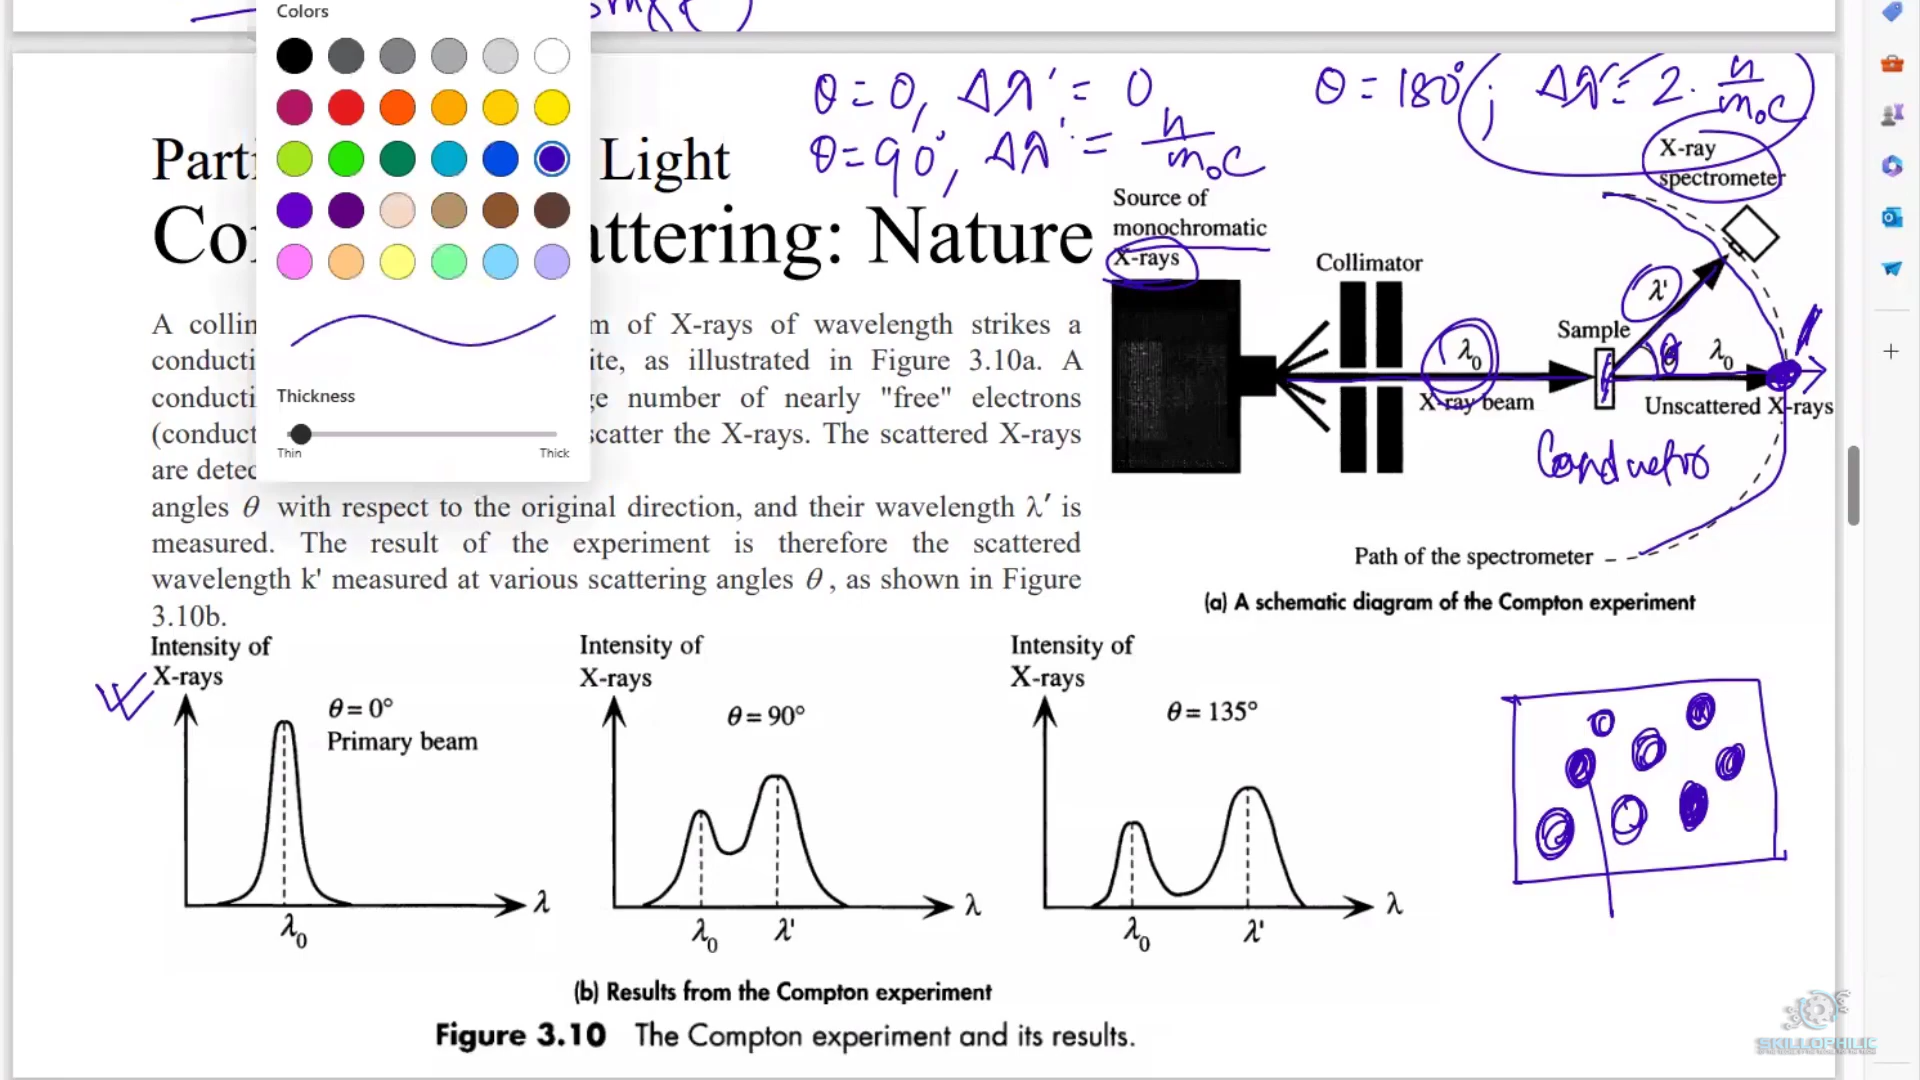 Colors
θ = 0, Δλ' = 0
θ = 180°; Δλ' = 2. h/m₀c
θ = 90°, Δλ' = h/m₀c
Parti Light
Co ttering: Nature
Thickness
Thin Thick
A collin m of X-rays of wavelength strikes a
conducti ite, as illustrated in Figure 3.10a. A
conducti ge number of nearly "free" electrons
(conduct scatter the X-rays. The scattered X-rays
are detec
angles θ with respect to the original direction, and their wavelength λ′ is
measured. The result of the experiment is therefore the scattered
wavelength k' measured at various scattering angles θ, as shown in Figure
3.10b.
Source of
monochromatic
X-rays
Collimator
X-ray
spectrometer
λ'
Sample
λ₀
θ
λ₀
X-ray beam
Unscattered X-rays
Path of the spectrometer
(a) A schematic diagram of the Compton experiment
Intensity of
X-rays
θ = 0°
Primary beam
λ
λ₀
Intensity of
X-rays
θ = 90°
λ
λ₀ λ'
Intensity of
X-rays
θ = 135°
λ
λ₀ λ'
(b) Results from the Compton experiment
Figure 3.10 The Compton experiment and its results.
SKILLOPHILIC